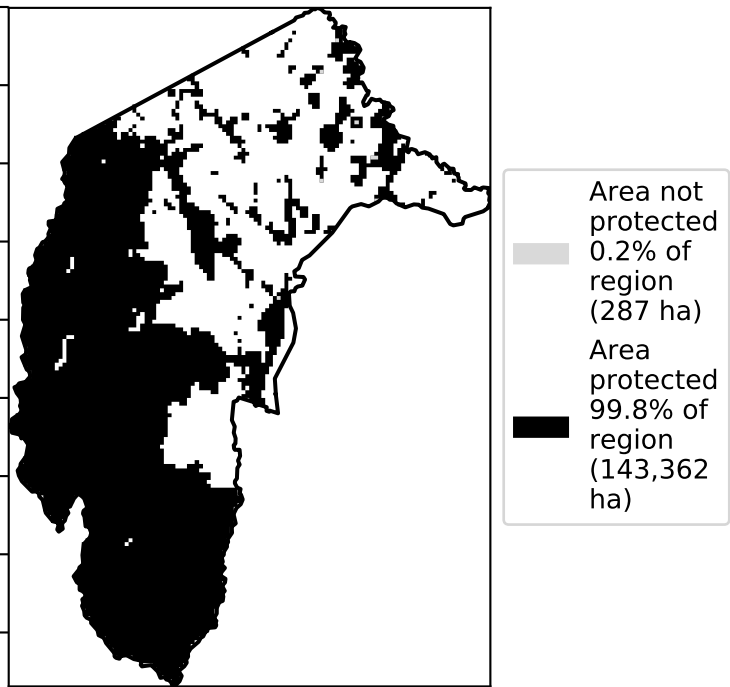 Area not
protected
0.2% of
region
(287 ha)
Area
protected
99.8% of
region
(143,362
ha)